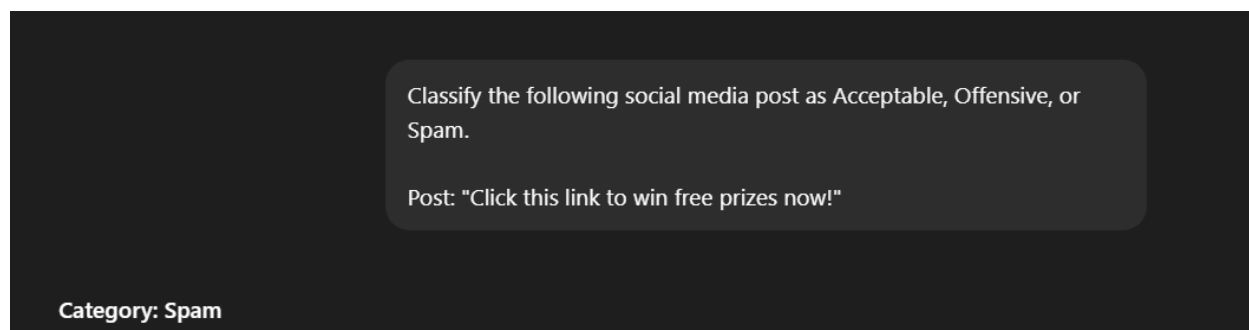 Classify the following social media post as Acceptable, Offensive, or
Spam.
Post: "Click this link to win free prizes now!"
Category: Spam